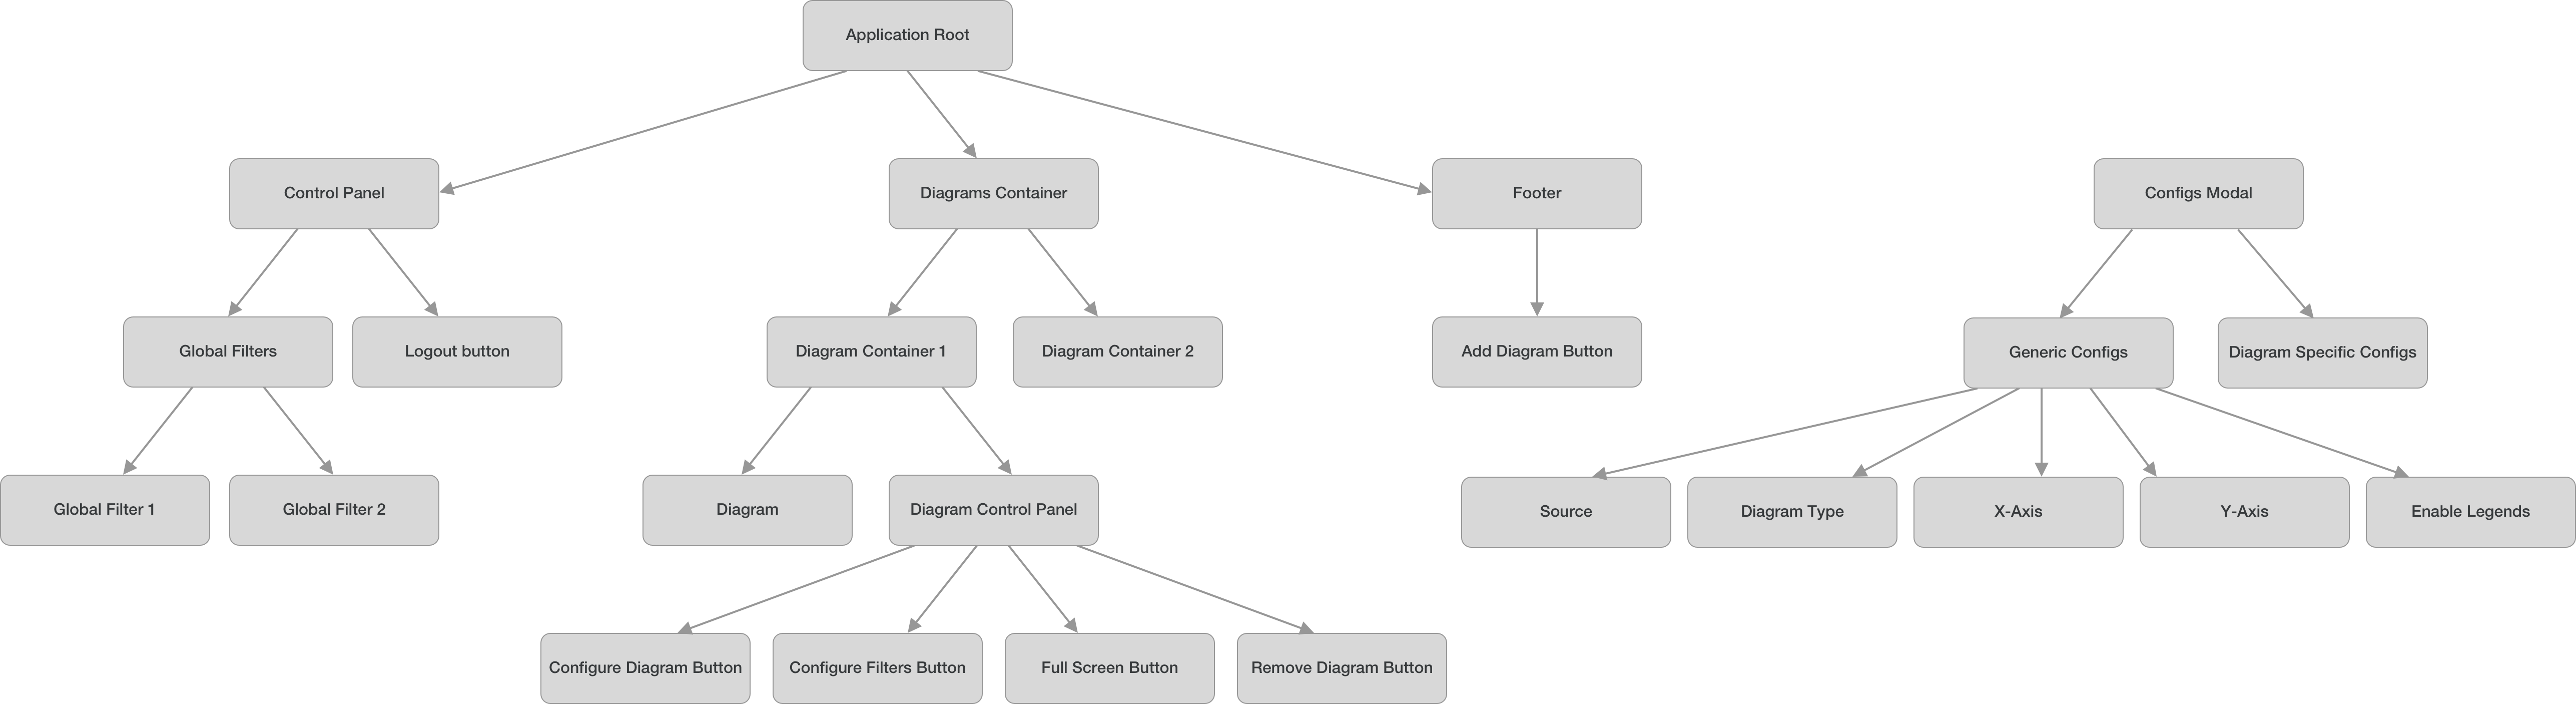 Application Root
Control Panel
Diagrams Container
Footer
Configs Modal
Global Filters
Logout button
Diagram Container 1
Diagram Container 2
Add Diagram Button
Generic Configs
Diagram Specific Configs
Global Filter 1
Global Filter 2
Diagram
Diagram Control Panel
Source
Diagram Type
X-Axis
Y-Axis
Enable Legends
Configure Diagram Button
Configure Filters Button
Full Screen Button
Remove Diagram Button